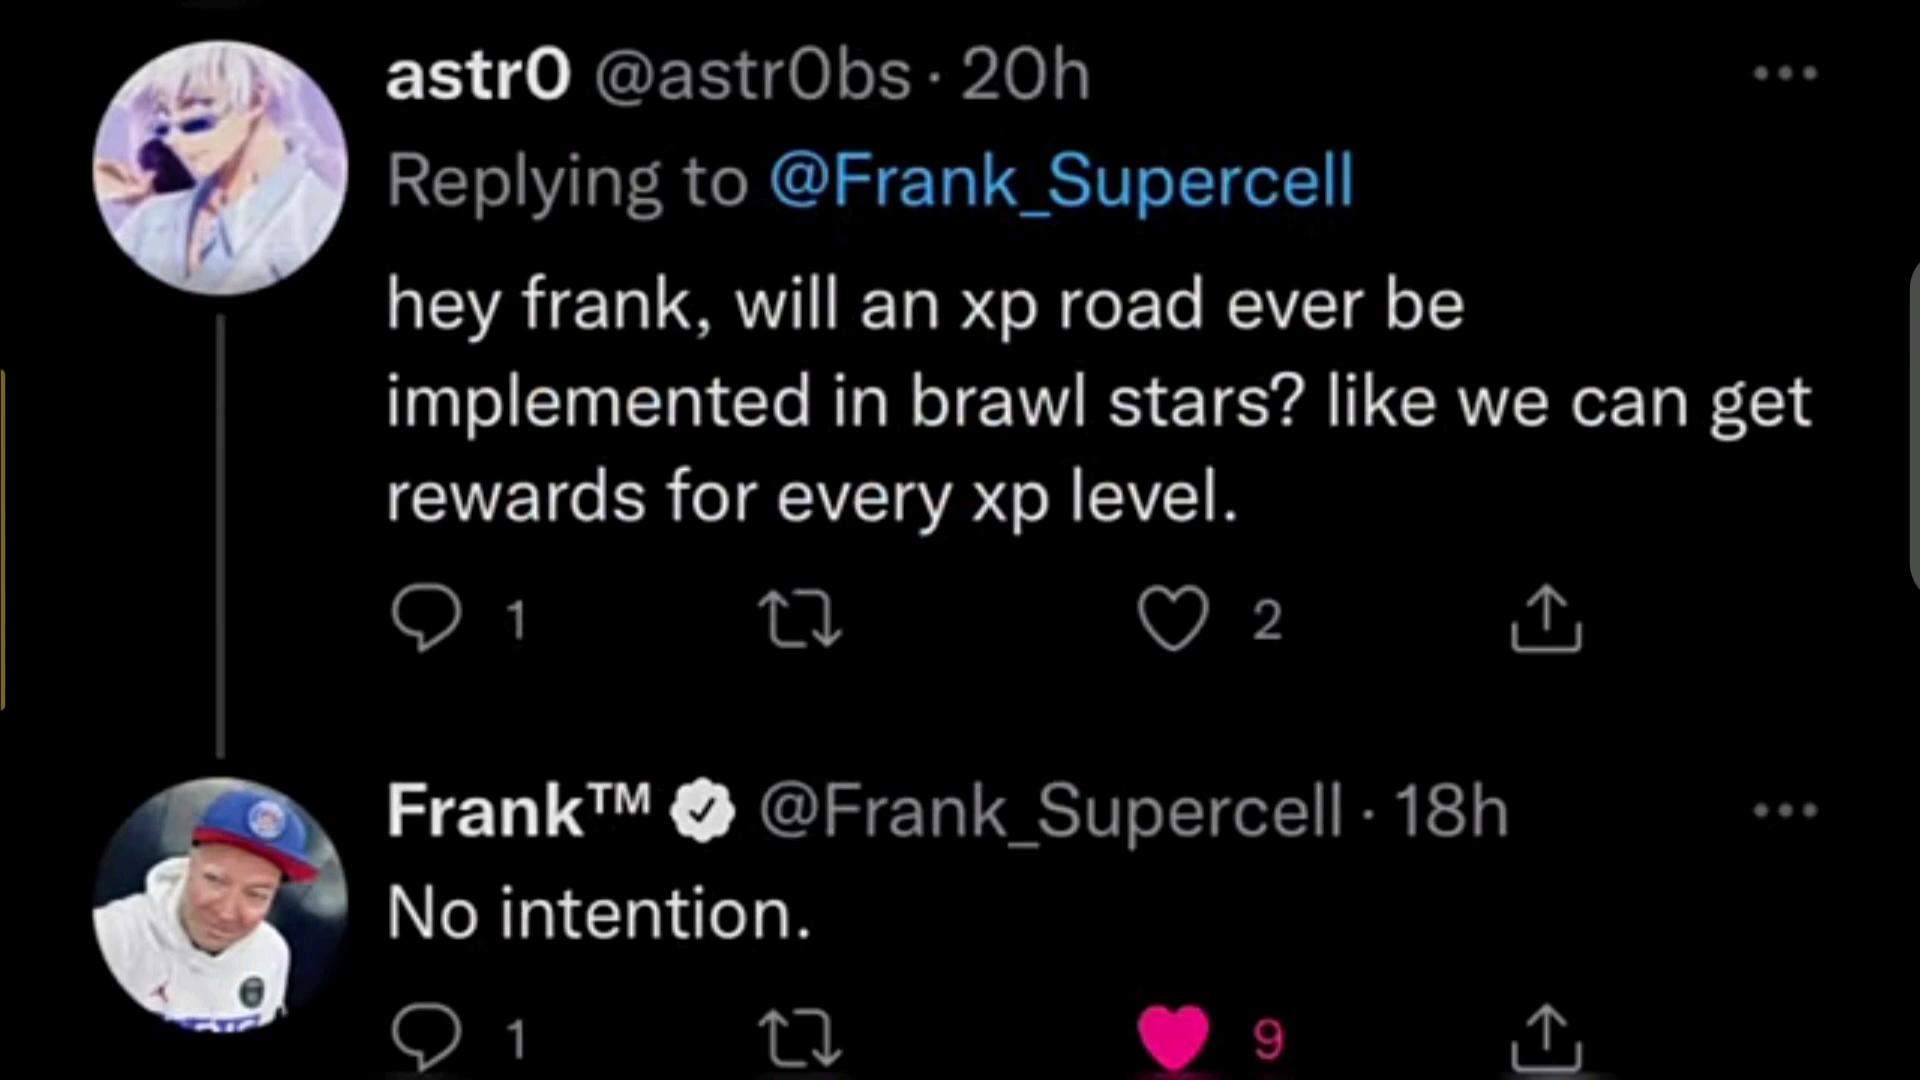 astr0 @astr0bs · 20h
Replying to @Frank_Supercell
hey frank, will an xp road ever be
implemented in brawl stars? like we can get
rewards for every xp level.
1 2
Frank™ @Frank_Supercell · 18h
No intention.
1 9